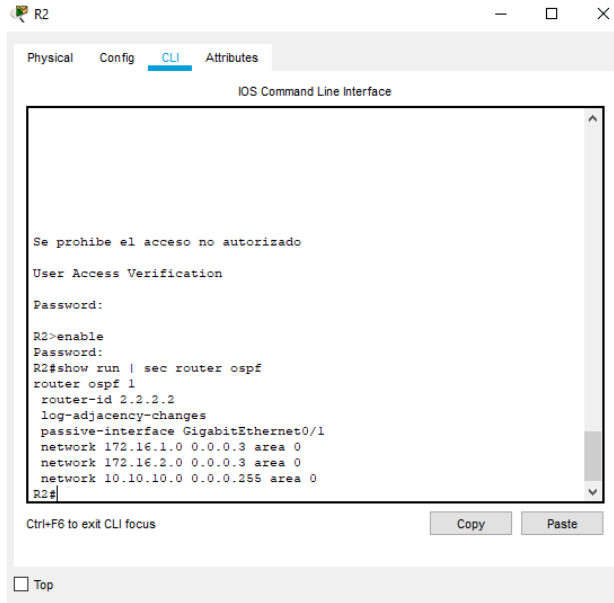 R2
Physical Config CLI Attributes
IOS Command Line Interface
Se prohibe el acceso no autorizado
User Access Verification
Password:
R2>enable
Password:
R2#show run | sec router ospf
router ospf 1
router-id 2.2.2.2
log-adjacency-changes
passive-interface GigabitEthernet0/1
network 172.16.1.0 0.0.0.3 area 0
network 172.16.2.0 0.0.0.3 area 0
network 10.10.10.0 0.0.0.255 area 0
R2#
Ctrl+F6 to exit CLI focus Copy Paste
Top